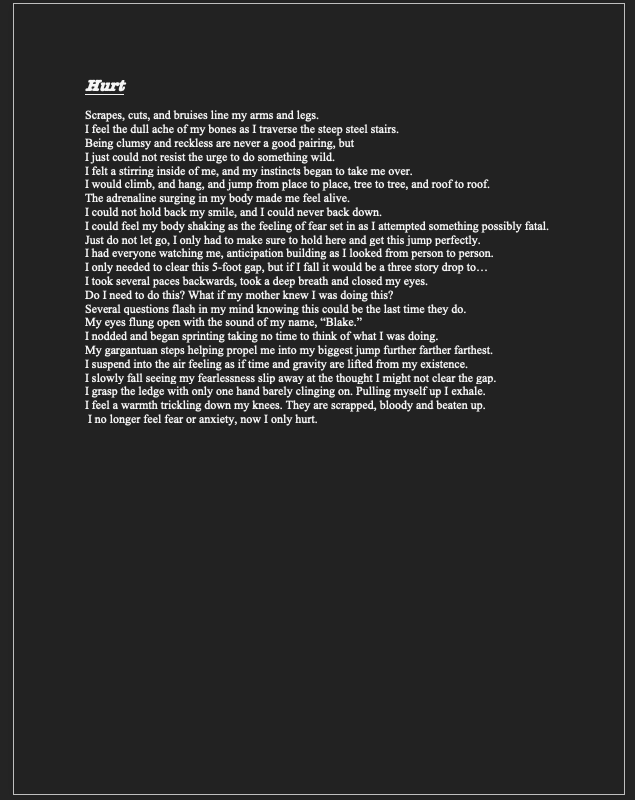 Hurt
Scrapes, cuts, and bruises line my arms and legs.
I feel the dull ache of my bones as I traverse the steep steel stairs.
Being clumsy and reckless are never a good pairing, but
I just could not resist the urge to do something wild.
I felt a stirring inside of me, and my instincts began to take me over.
I would climb, and hang, and jump from place to place, tree to tree, and roof to roof.
The adrenaline surging in my body made me feel alive.
I could not hold back my smile, and I could never back down.
I could feel my body shaking as the feeling of fear set in as I attempted something possibly fatal.
Just do not let go, I only had to make sure to hold here and get this jump perfectly.
I had everyone watching me, anticipation building as I looked from person to person.
I only needed to clear this 5-foot gap, but if I fall it would be a three story drop to…
I took several paces backwards, took a deep breath and closed my eyes.
Do I need to do this? What if my mother knew I was doing this?
Several questions flash in my mind knowing this could be the last time they do.
My eyes flung open with the sound of my name, “Blake.”
I nodded and began sprinting taking no time to think of what I was doing.
My gargantuan steps helping propel me into my biggest jump further farther farthest.
I suspend into the air feeling as if time and gravity are lifted from my existence.
I slowly fall seeing my fearlessness slip away at the thought I might not clear the gap.
I grasp the ledge with only one hand barely clinging on. Pulling myself up I exhale.
I feel a warmth trickling down my knees. They are scrapped, bloody and beaten up.
I no longer feel fear or anxiety, now I only hurt.